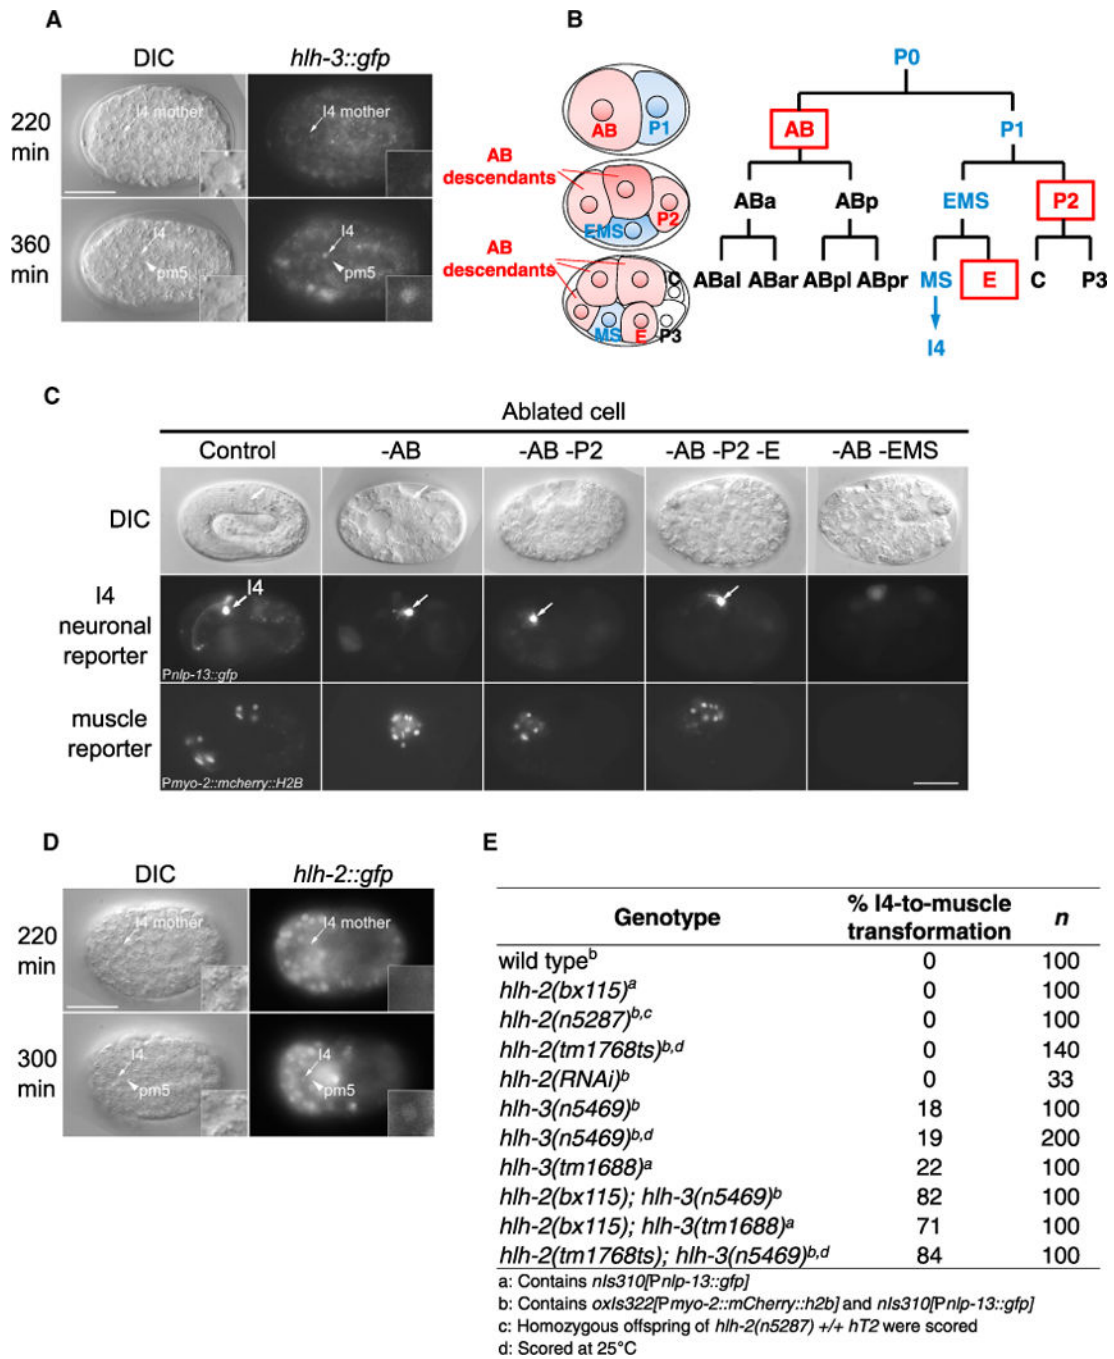 A
DIC
hlh-3::gfp
220 min
I4 mother
I4 mother
360 min
I4
pm5
I4
pm5
B
AB
P1
AB descendants
EMS
P2
AB descendants
C
MS
E
P3
P0
AB
P1
ABa
ABp
EMS
P2
ABal ABar ABpl ABpr MS E C P3
I4
C
Ablated cell
Control
-AB
-AB -P2
-AB -P2 -E
-AB -EMS
DIC
I4 neuronal reporter
I4
Pnlp-13::gfp
muscle reporter
Pmyo-2::mcherry::H2B
D
DIC
hlh-2::gfp
220 min
I4 mother
I4 mother
300 min
I4
pm5
I4
pm5
E
Genotype % I4-to-muscle transformation n
wild type^b 0 100
hlh-2(bx115)^a 0 100
hlh-2(n5287)^b,c 0 100
hlh-2(tm1768ts)^b,d 0 140
hlh-2(RNAi)^b 0 33
hlh-3(n5469)^b 18 100
hlh-3(n5469)^b,d 19 200
hlh-3(tm1688)^a 22 100
hlh-2(bx115); hlh-3(n5469)^b 82 100
hlh-2(bx115); hlh-3(tm1688)^a 71 100
hlh-2(tm1768ts); hlh-3(n5469)^b,d 84 100
a: Contains nIs310[Pnlp-13::gfp]
b: Contains oxIs322[Pmyo-2::mCherry::h2b] and nIs310[Pnlp-13::gfp]
c: Homozygous offspring of hlh-2(n5287) +/+ hT2 were scored
d: Scored at 25°C